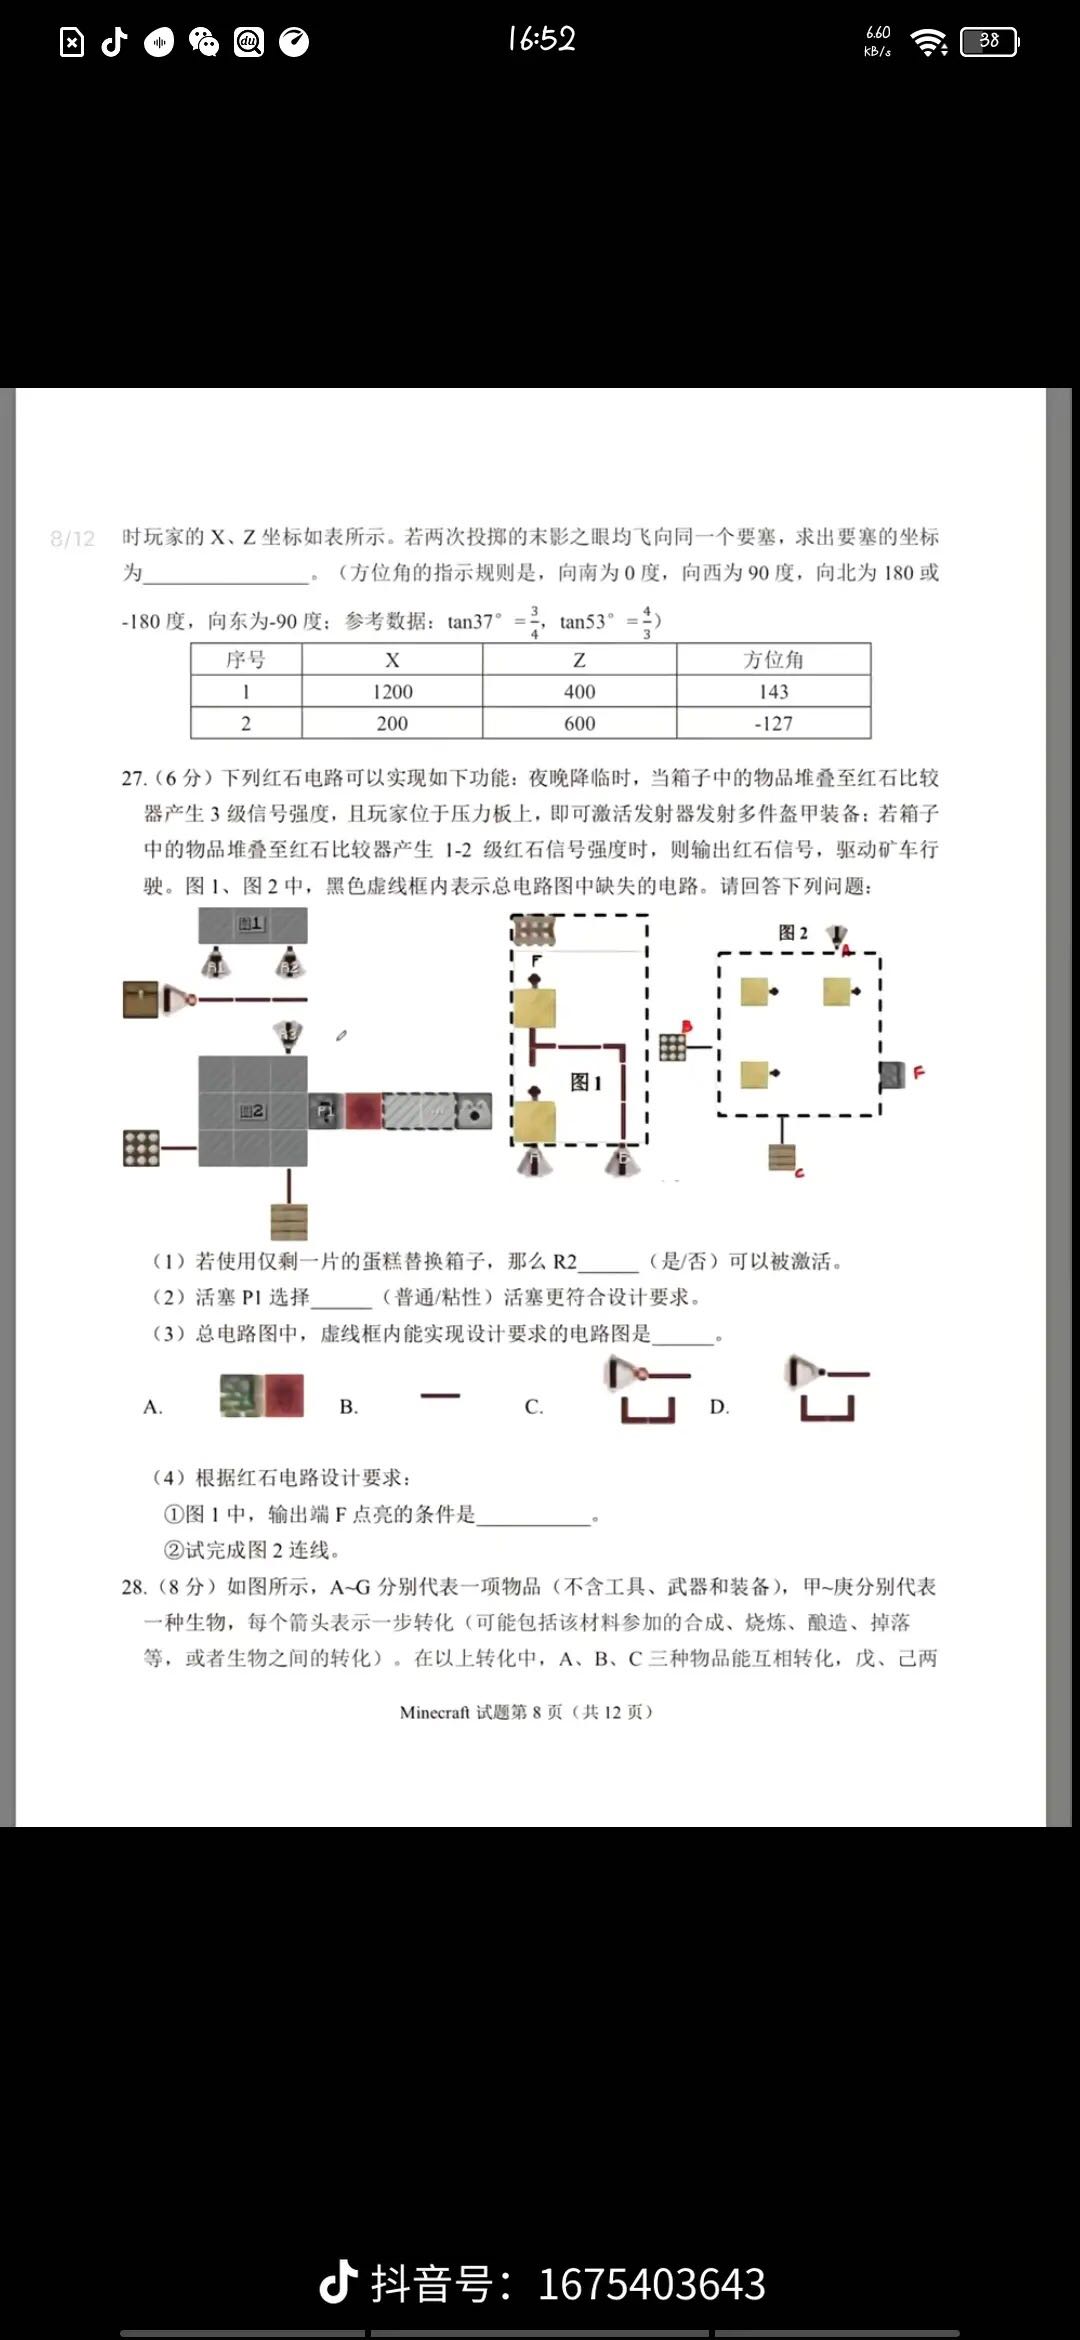 16:52
6.60
KB/s
38
8/12
时玩家的 X、Z 坐标如表所示。若两次投掷的末影之眼均飞向同一个要塞，求出要塞的坐标
为________________。（方位角的指示规则是，向南为 0 度，向西为 90 度，向北为 180 或
-180 度，向东为-90 度；参考数据：tan37°=3/4，tan53°=4/3）
序号 X Z 方位角
1 1200 400 143
2 200 600 -127
27.（6 分）下列红石电路可以实现如下功能：夜晚降临时，当箱子中的物品堆叠至红石比较
器产生 3 级信号强度，且玩家位于压力板上，即可激活发射器发射多件盔甲装备；若箱子
中的物品堆叠至红石比较器产生 1-2 级红石信号强度时，则输出红石信号，驱动矿车行
驶。图 1、图 2 中，黑色虚线框内表示总电路图中缺失的电路。请回答下列问题：
图1
R1 R2
R3
图2
P1
F
图 1
A B
图 2
A
B
F
C
（1）若使用仅剩一片的蛋糕替换箱子，那么 R2______（是/否）可以被激活。
（2）活塞 P1 选择______（普通/粘性）活塞更符合设计要求。
（3）总电路图中，虚线框内能实现设计要求的电路图是______。
A. B. C. D.
（4）根据红石电路设计要求：
①图 1 中，输出端 F 点亮的条件是___________。
②试完成图 2 连线。
28.（8 分）如图所示，A~G 分别代表一项物品（不含工具、武器和装备），甲~庚分别代表
一种生物，每个箭头表示一步转化（可能包括该材料参加的合成、烧炼、酿造、掉落
等，或者生物之间的转化）。在以上转化中，A、B、C 三种物品能互相转化，戊、己两
Minecraft 试题第 8 页（共 12 页）
抖音号：1675403643